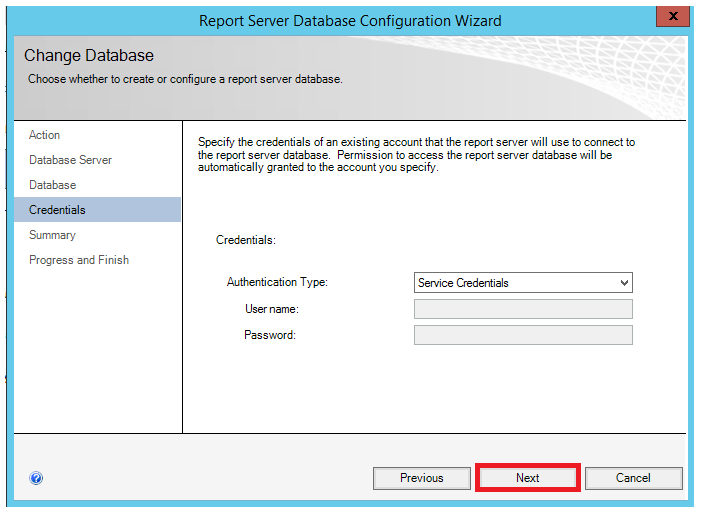 Report Server Database Configuration Wizard
x
Change Database
Choose whether to create or configure a report server database.
Action
Database Server
Database
Credentials
Summary
Progress and Finish
Specify the credentials of an existing account that the report server will use to connect to
the report server database. Permission to access the report server database will be
automatically granted to the account you specify.
Credentials:
Authentication Type:
Service Credentials
User name:
Password:
?
Previous
Next
Cancel